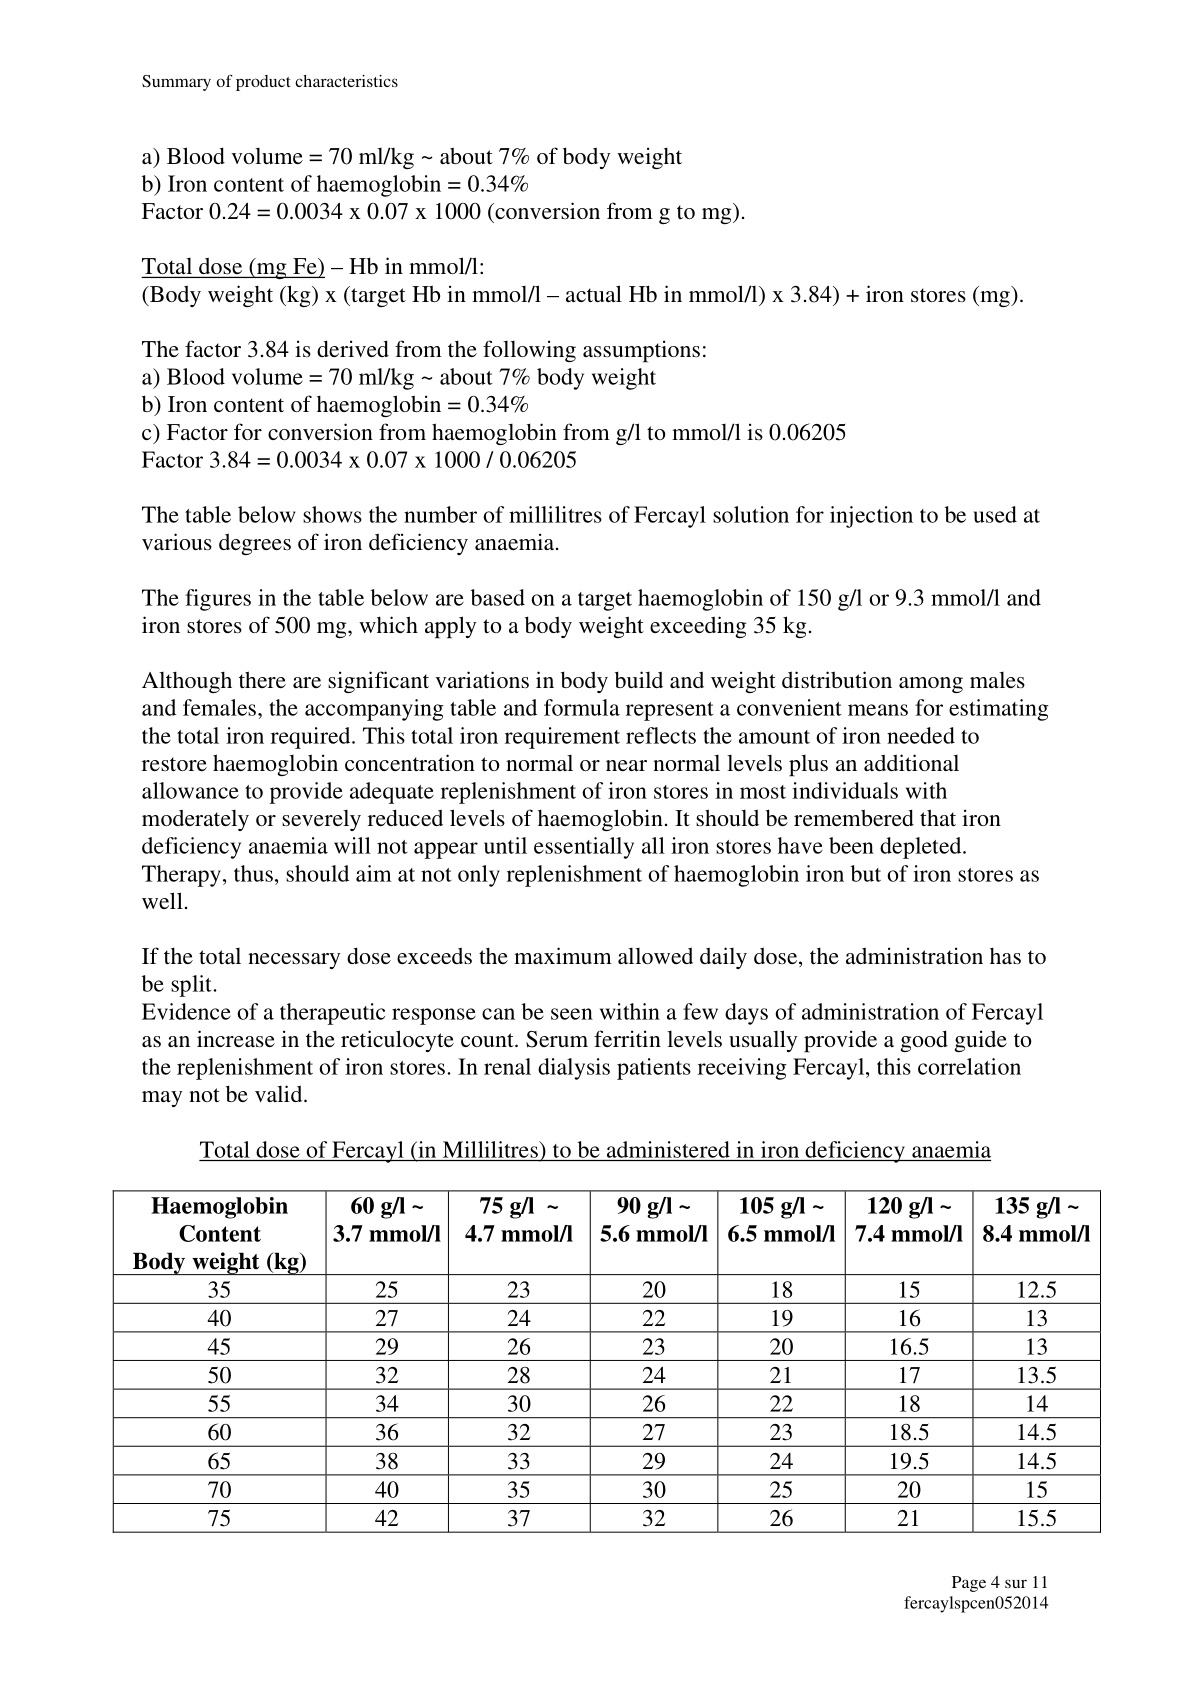 Summary of product characteristics
a) Blood volume = 70 ml/kg ~ about 7% of body weight
b) Iron content of haemoglobin = 0.34%
Factor 0.24 = 0.0034 x 0.07 x 1000 (conversion from g to mg).
Total dose (mg Fe) – Hb in mmol/l:
(Body weight (kg) x (target Hb in mmol/l – actual Hb in mmol/l) x 3.84) + iron stores (mg).
The factor 3.84 is derived from the following assumptions:
a) Blood volume = 70 ml/kg ~ about 7% body weight
b) Iron content of haemoglobin = 0.34%
c) Factor for conversion from haemoglobin from g/l to mmol/l is 0.06205
Factor 3.84 = 0.0034 x 0.07 x 1000 / 0.06205
The table below shows the number of millilitres of Fercayl solution for injection to be used at
various degrees of iron deficiency anaemia.
The figures in the table below are based on a target haemoglobin of 150 g/l or 9.3 mmol/l and
iron stores of 500 mg, which apply to a body weight exceeding 35 kg.
Although there are significant variations in body build and weight distribution among males
and females, the accompanying table and formula represent a convenient means for estimating
the total iron required. This total iron requirement reflects the amount of iron needed to
restore haemoglobin concentration to normal or near normal levels plus an additional
allowance to provide adequate replenishment of iron stores in most individuals with
moderately or severely reduced levels of haemoglobin. It should be remembered that iron
deficiency anaemia will not appear until essentially all iron stores have been depleted.
Therapy, thus, should aim at not only replenishment of haemoglobin iron but of iron stores as
well.
If the total necessary dose exceeds the maximum allowed daily dose, the administration has to
be split.
Evidence of a therapeutic response can be seen within a few days of administration of Fercayl
as an increase in the reticulocyte count. Serum ferritin levels usually provide a good guide to
the replenishment of iron stores. In renal dialysis patients receiving Fercayl, this correlation
may not be valid.
Total dose of Fercayl (in Millilitres) to be administered in iron deficiency anaemia
Haemoglobin 60 g/l ~ 75 g/l ~ 90 g/l ~ 105 g/l ~ 120 g/l ~ 135 g/l ~
Content 3.7 mmol/l 4.7 mmol/l 5.6 mmol/l 6.5 mmol/l 7.4 mmol/l 8.4 mmol/l
Body weight (kg)
35 25 23 20 18 15 12.5
40 27 24 22 19 16 13
45 29 26 23 20 16.5 13
50 32 28 24 21 17 13.5
55 34 30 26 22 18 14
60 36 32 27 23 18.5 14.5
65 38 33 29 24 19.5 14.5
70 40 35 30 25 20 15
75 42 37 32 26 21 15.5
Page 4 sur 11
fercaylspcen052014